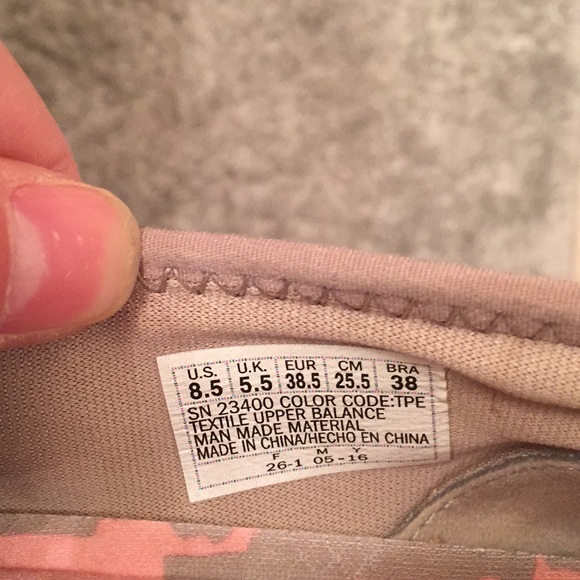 U.S. U.K. EUR CM BRA
8.5 5.5 38.5 25.5 38
SN 23400 COLOR CODE:TPE
TEXTILE UPPER BALANCE
MAN MADE MATERIAL
MADE IN CHINA/HECHO EN CHINA
F M Y
26-1 05-16